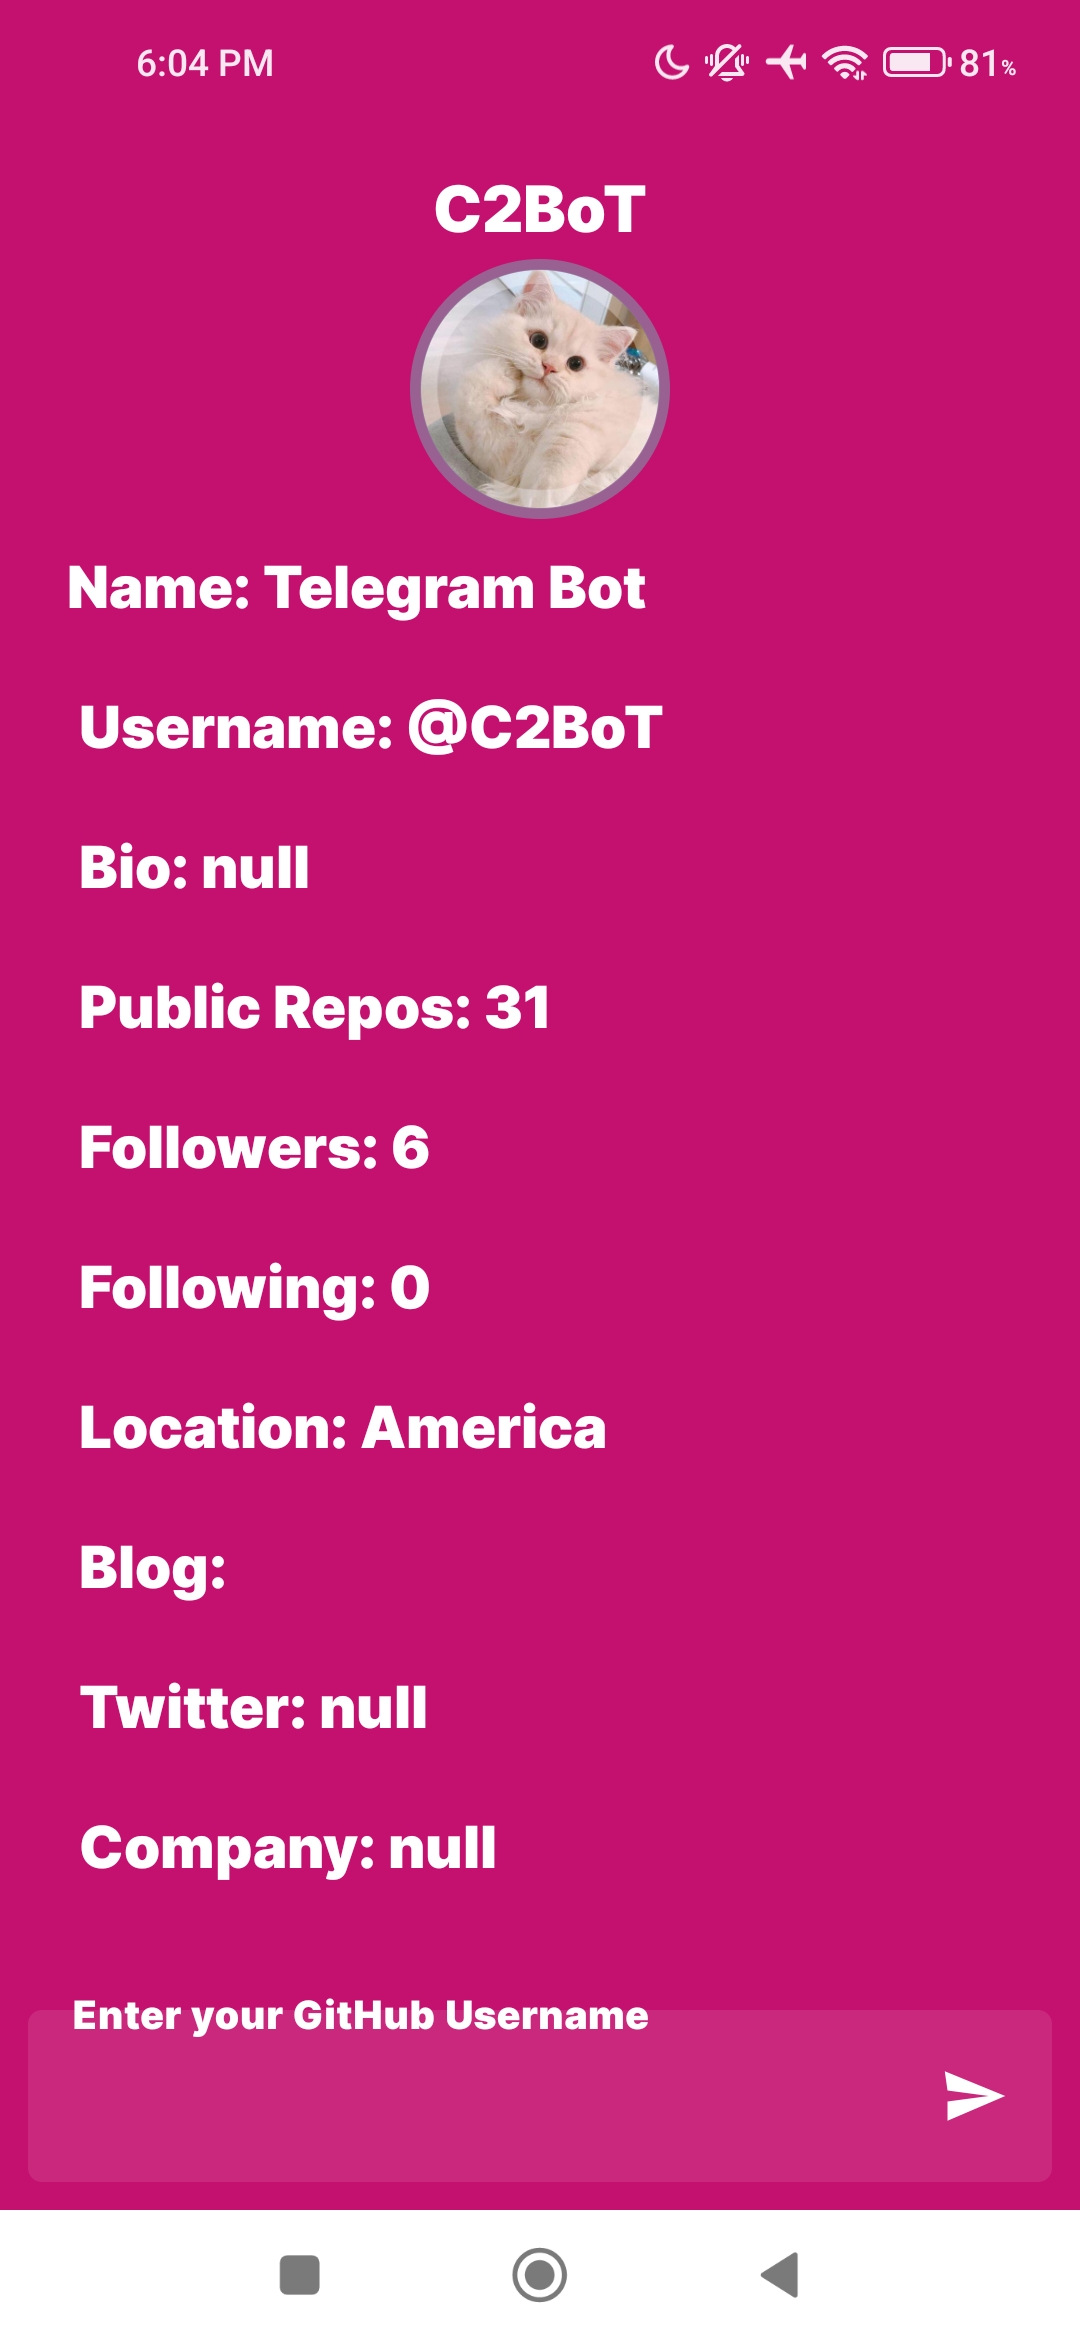 6:04 PM
81%
C2BoT
Name: Telegram Bot
Username: @C2BoT
Bio: null
Public Repos: 31
Followers: 6
Following: 0
Location: America
Blog:
Twitter: null
Company: null
Enter your GitHub Username